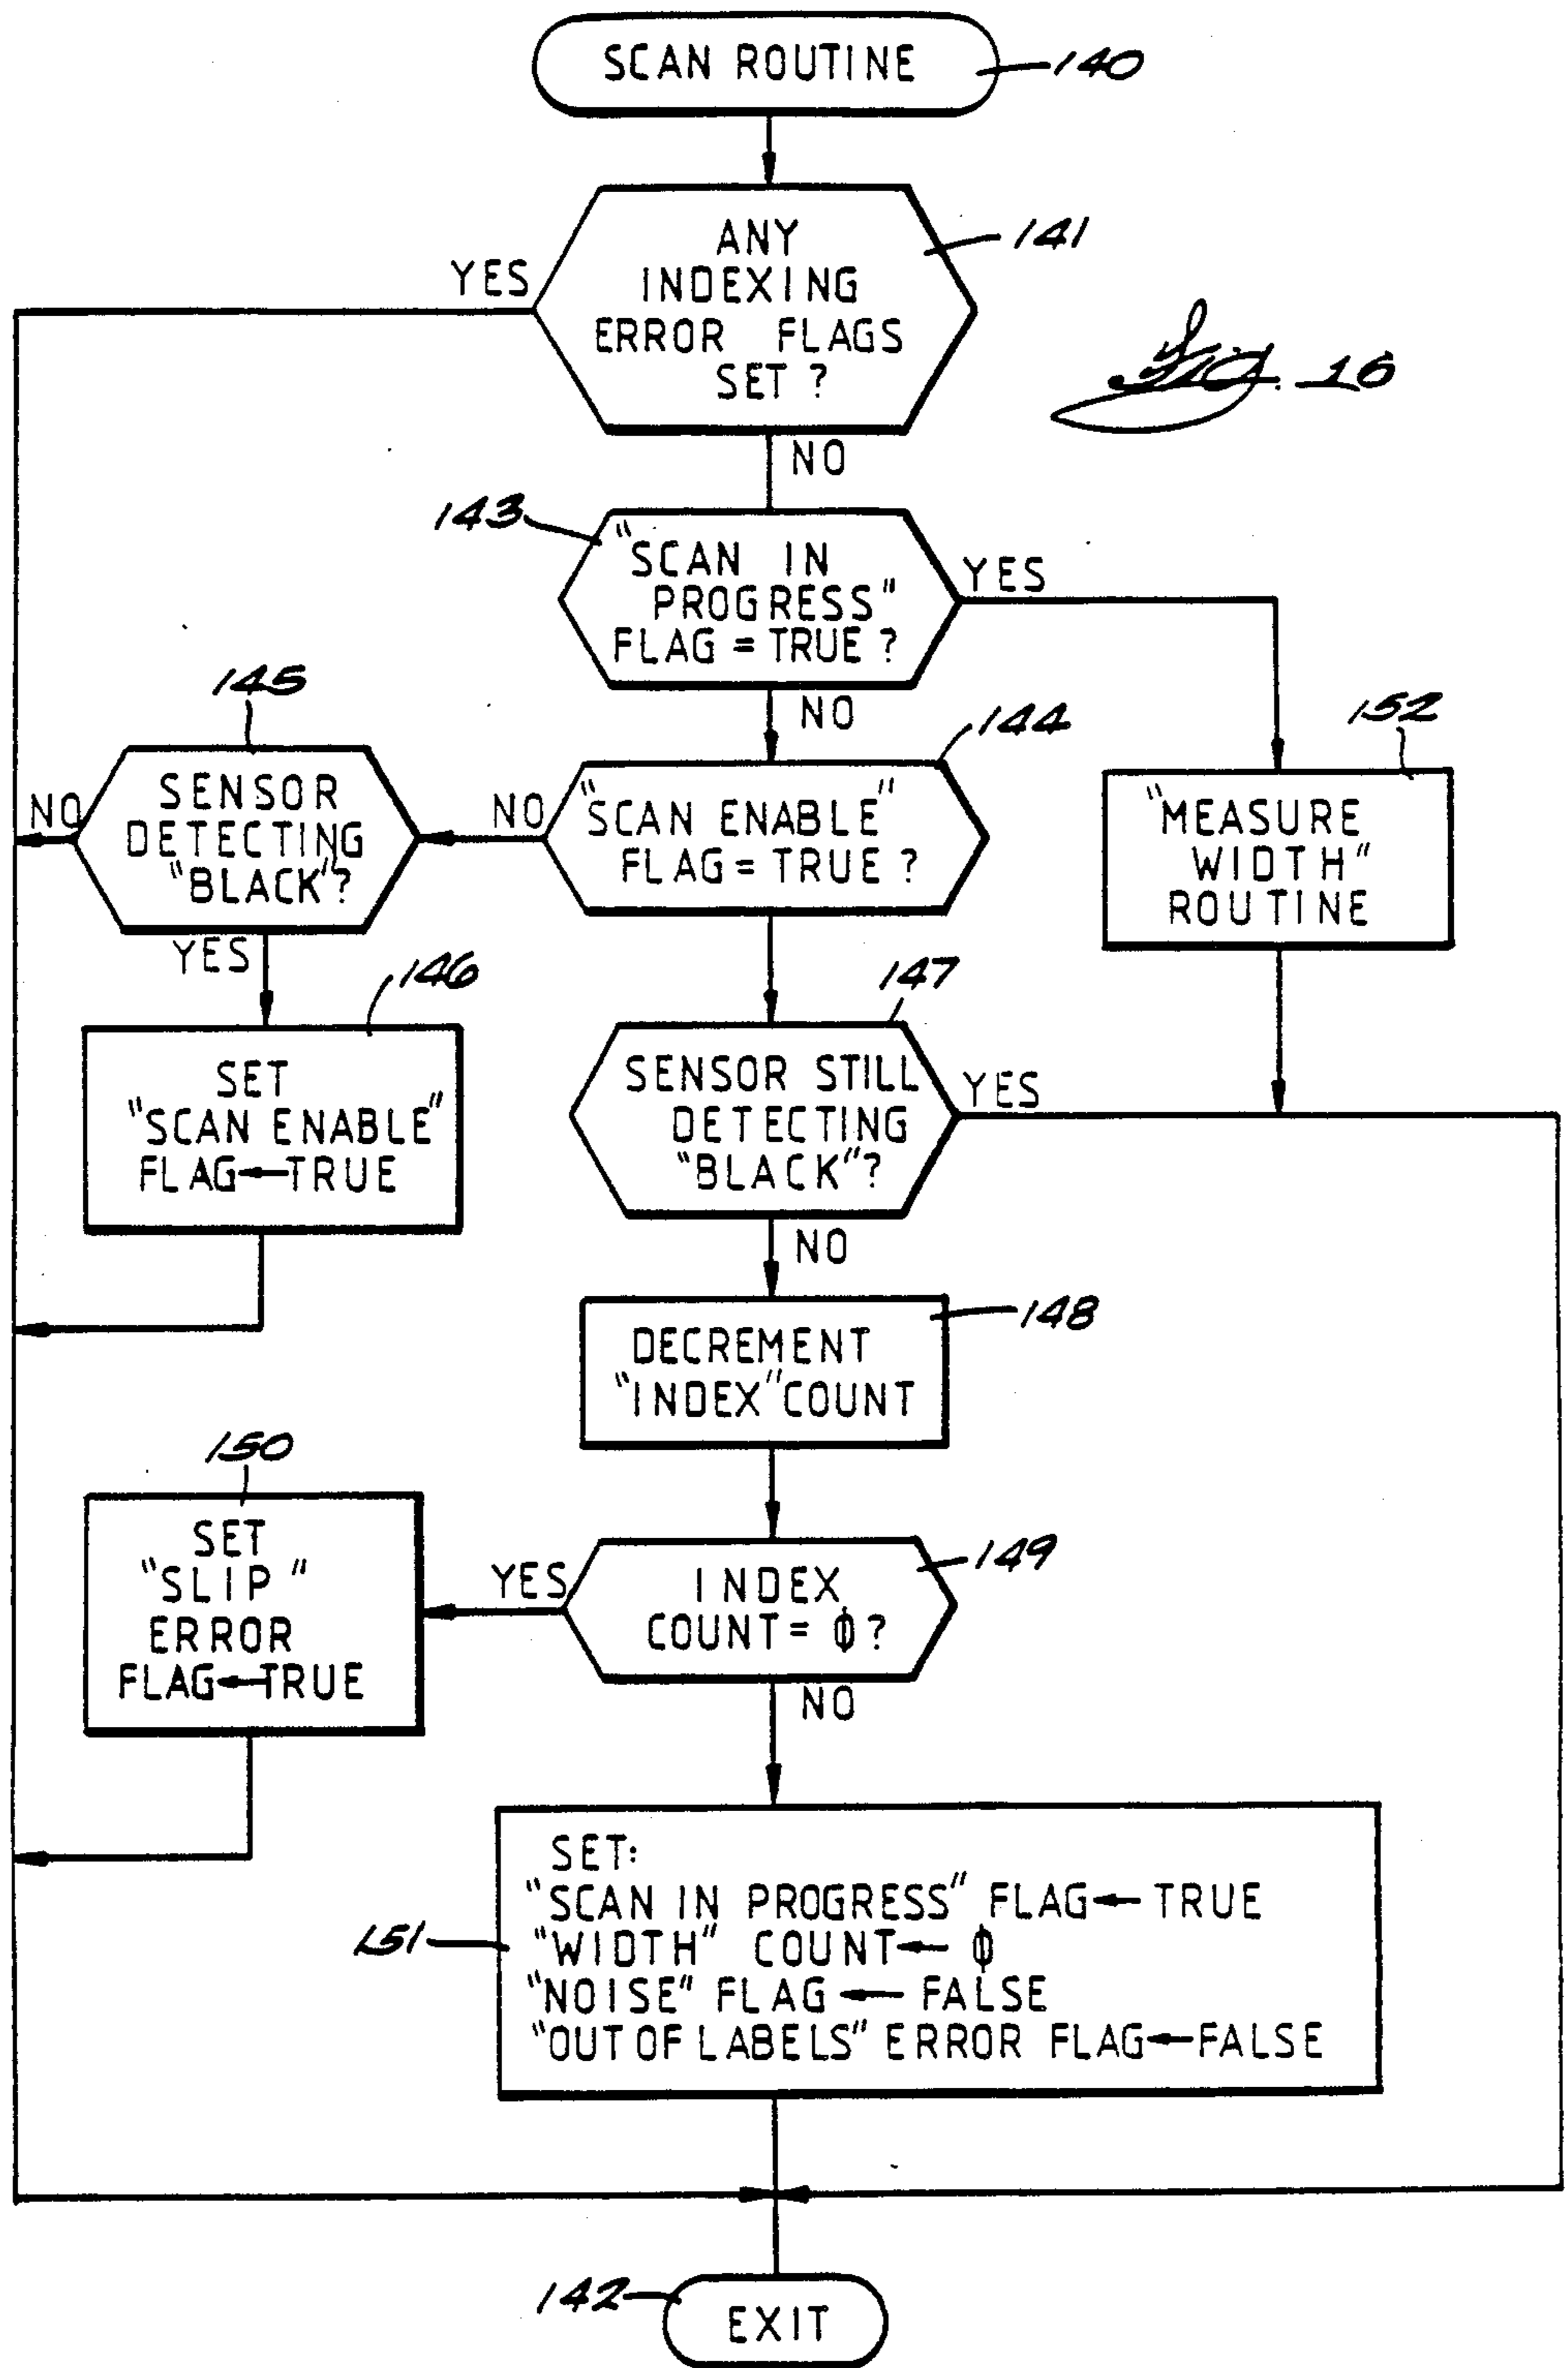 SCAN ROUTINE
140
ANY
INDEXING
ERROR FLAGS
SET ?
141
YES
FIG. 16
NO
143
"SCAN IN
PROGRESS"
FLAG = TRUE ?
YES
NO
145
144
152
SENSOR
DETECTING
"BLACK"?
NO
NO
"SCAN ENABLE"
FLAG = TRUE ?
"MEASURE
WIDTH"
ROUTINE
YES
146
147
SET
"SCAN ENABLE"
FLAG←TRUE
SENSOR STILL
DETECTING
"BLACK"?
YES
NO
148
DECREMENT
"INDEX" COUNT
150
SET
"SLIP"
ERROR
FLAG←TRUE
YES
INDEX
COUNT = ϕ ?
149
NO
151
SET:
"SCAN IN PROGRESS" FLAG← TRUE
"WIDTH" COUNT← ϕ
"NOISE" FLAG ← FALSE
"OUT OF LABELS" ERROR FLAG←FALSE
142
EXIT